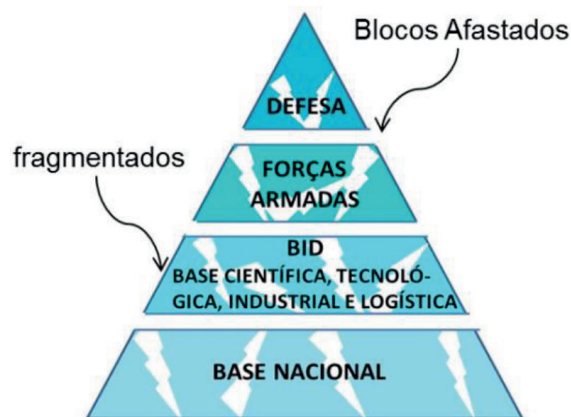 Blocos Afastados
DEFESA
fragmentados
FORÇAS
ARMADAS
BID
BASE CIENTÍFICA, TECNOLÓ-
GICA, INDUSTRIAL E LOGÍSTICA
BASE NACIONAL